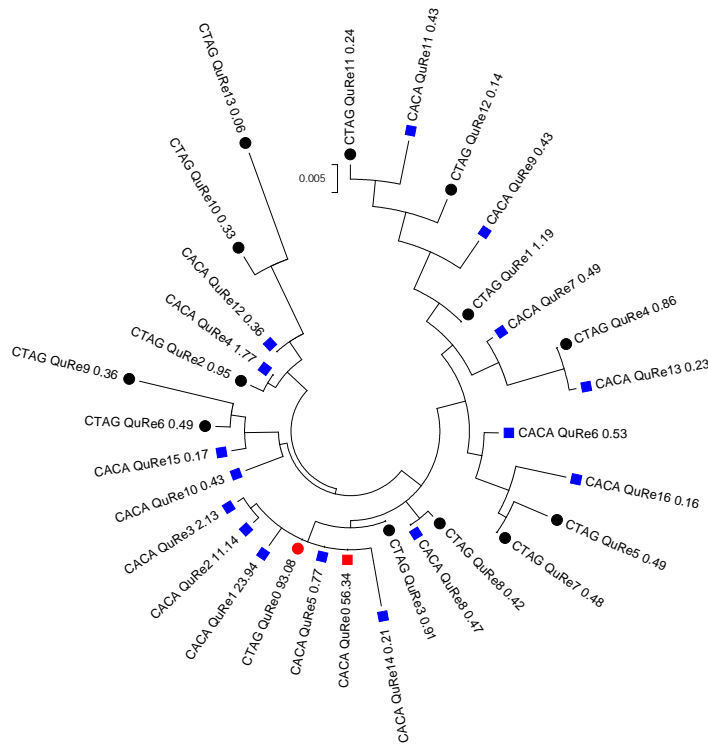 CTAG QuRe11 0.24
CACA QuRe11 0.43
CTAG QuRe12 0.14
CACA QuRe9 0.43
CTAG QuRe1 1.19
CACA QuRe7 0.49
CTAG QuRe4 0.86
CACA QuRe13 0.23
CACA QuRe6 0.53
CACA QuRe16 0.16
CTAG QuRe5 0.49
CTAG QuRe7 0.48
CTAG QuRe8 0.42
CACA QuRe8 0.47
CTAG QuRe3 0.91
CACA QuRe14 0.21
CACA QuRe0 56.34
CACA QuRe5 0.77
CTAG QuRe0 93.08
CACA QuRe1 23.94
CACA QuRe2 11.14
CACA QuRe3 2.13
CACA QuRe10 0.43
CACA QuRe15 0.17
CTAG QuRe6 0.49
CTAG QuRe9 0.36
CTAG QuRe2 0.95
CACA QuRe4 1.77
CACA QuRe12 0.36
CTAG QuRe10 0.33
CTAG QuRe13 0.06
0.005